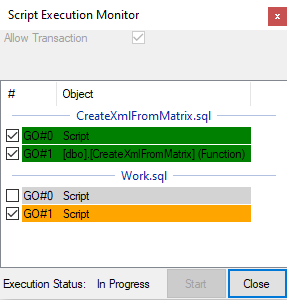 Script Execution Monitor
Allow Transaction
# Object
CreateXmlFromMatrix.sql
GO#0 Script
GO#1 [dbo].[CreateXmlFromMatrix] (Function)
Work.sql
GO#0 Script
GO#1 Script
Execution Status: In Progress Start Close